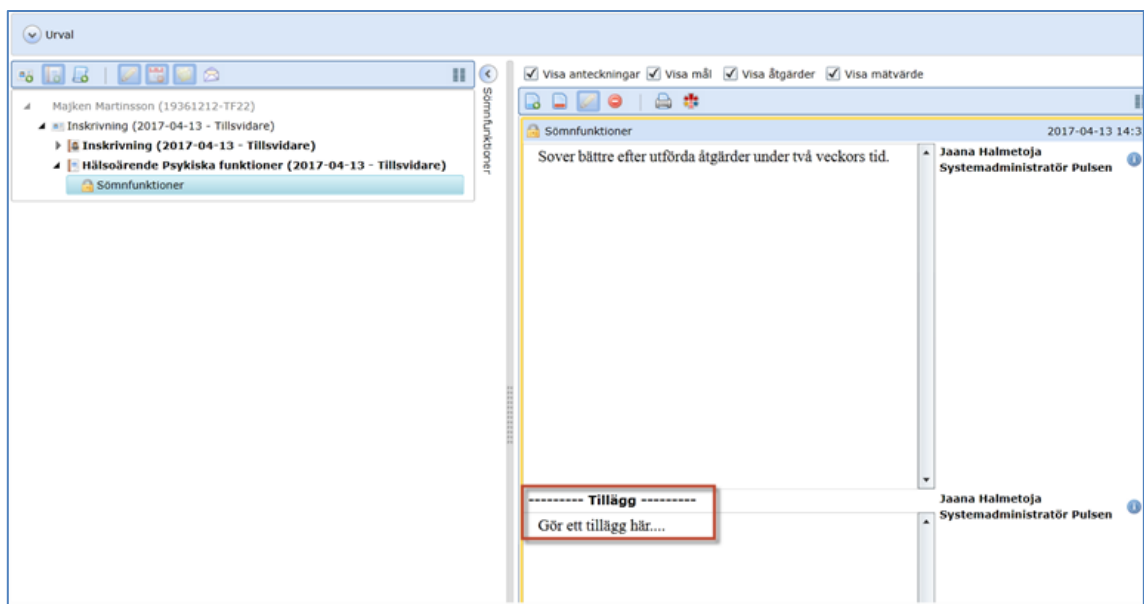 Urval
Majken Martinsson (19361212-TF22)
Inskrivning (2017-04-13 - Tillsvidare)
Inskrivning (2017-04-13 - Tillsvidare)
Hälsoärende Psykiska funktioner (2017-04-13 - Tillsvidare)
Sömnfunktioner
Sömnfunktioner
Visa anteckningar Visa mål Visa åtgärder Visa mätvärde
Sömnfunktioner 2017-04-13 14:3
Sover bättre efter utförda åtgärder under två veckors tid.
Jaana Halmetoja
Systemadministratör Pulsen
--------- Tillägg ---------
Gör ett tillägg här....
Jaana Halmetoja
Systemadministratör Pulsen